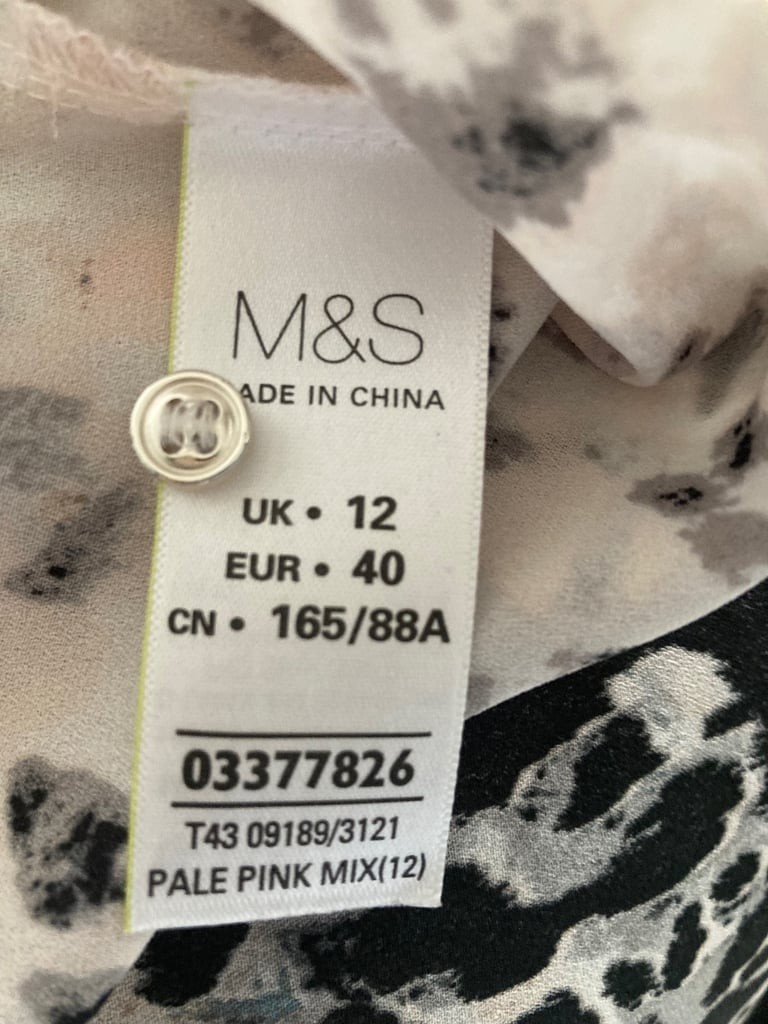 M&S
ADE IN CHINA
UK • 12
EUR • 40
CN • 165/88A
03377826
T43 09189/3121
PALE PINK MIX(12)